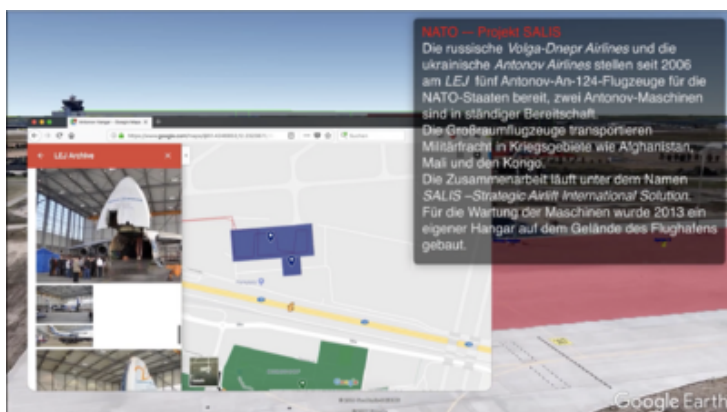 NATO — Projekt SALIS
Die russische Volga-Dnepr Airlines und die
ukrainische Antonov Airlines stellen seit 2006
am LEJ fünf Antonov-An-124-Flugzeuge für die
NATO-Staaten bereit, zwei Antonov-Maschinen
sind in ständiger Bereitschaft.
Die Großraumflugzeuge transportieren
Militärfracht in Kriegsgebiete wie Afghanistan,
Mali und den Kongo.
Die Zusammenarbeit läuft unter dem Namen
SALIS –Strategic Airlift International Solution.
Für die Wartung der Maschinen wurde 2013 ein
eigener Hangar auf dem Gelände des Flughafens
gebaut.
LEJ Archive
Google
Google Earth